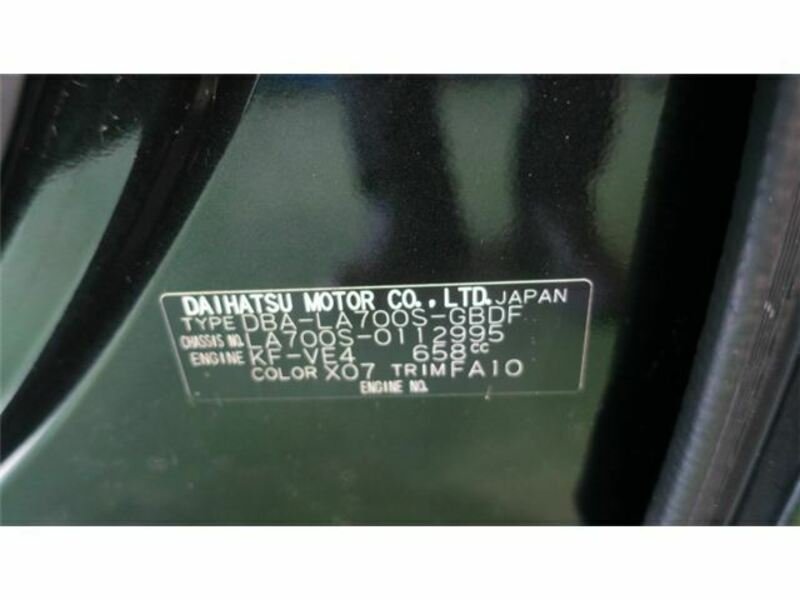 DAIHATSU MOTOR CO., LTD. JAPAN
TYPE DBA-LA700S-GBDF
CHASSIS NO. LA700S-0112995
ENGINE KF-VE4 658cc
COLOR X07 TRIM FA10
ENGINE NO.